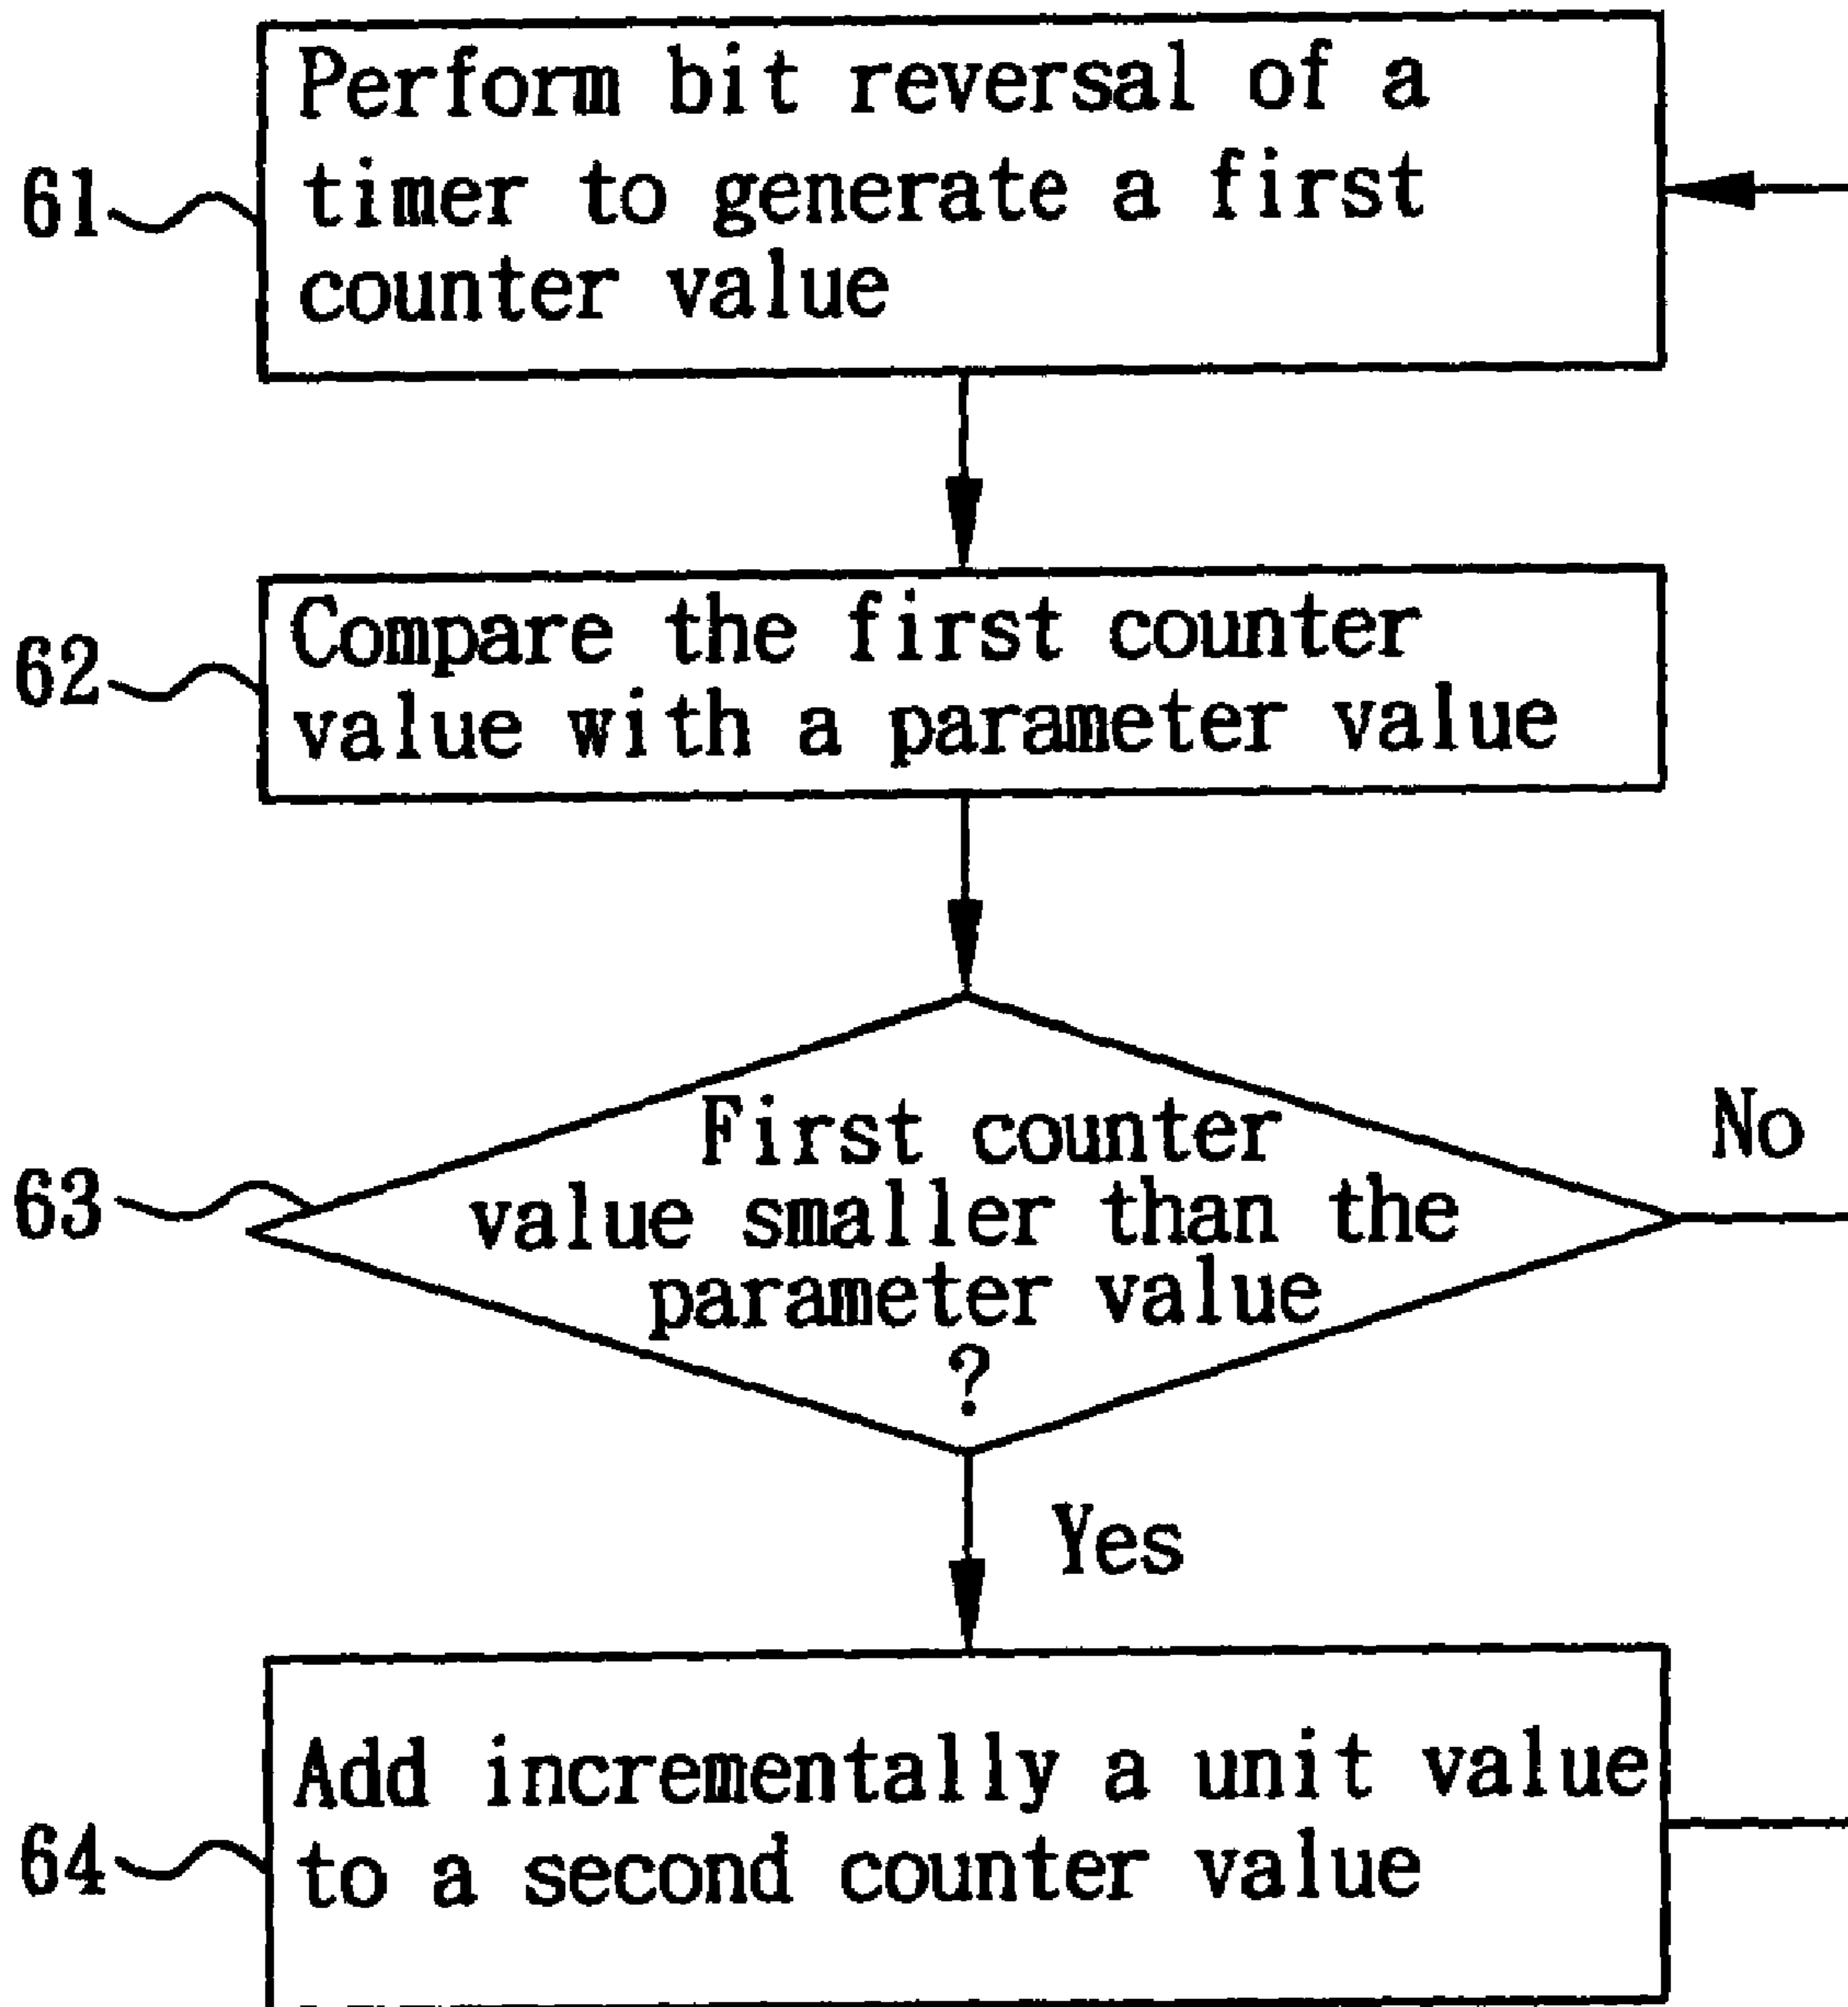 Perform bit reversal of a
61
timer to generate a first
counter value
Compare the first counter
62
value with a parameter value
First counter
No
63
value smaller than the
parameter value
?
Yes
Add incrementally a unit value
64
to a second counter value